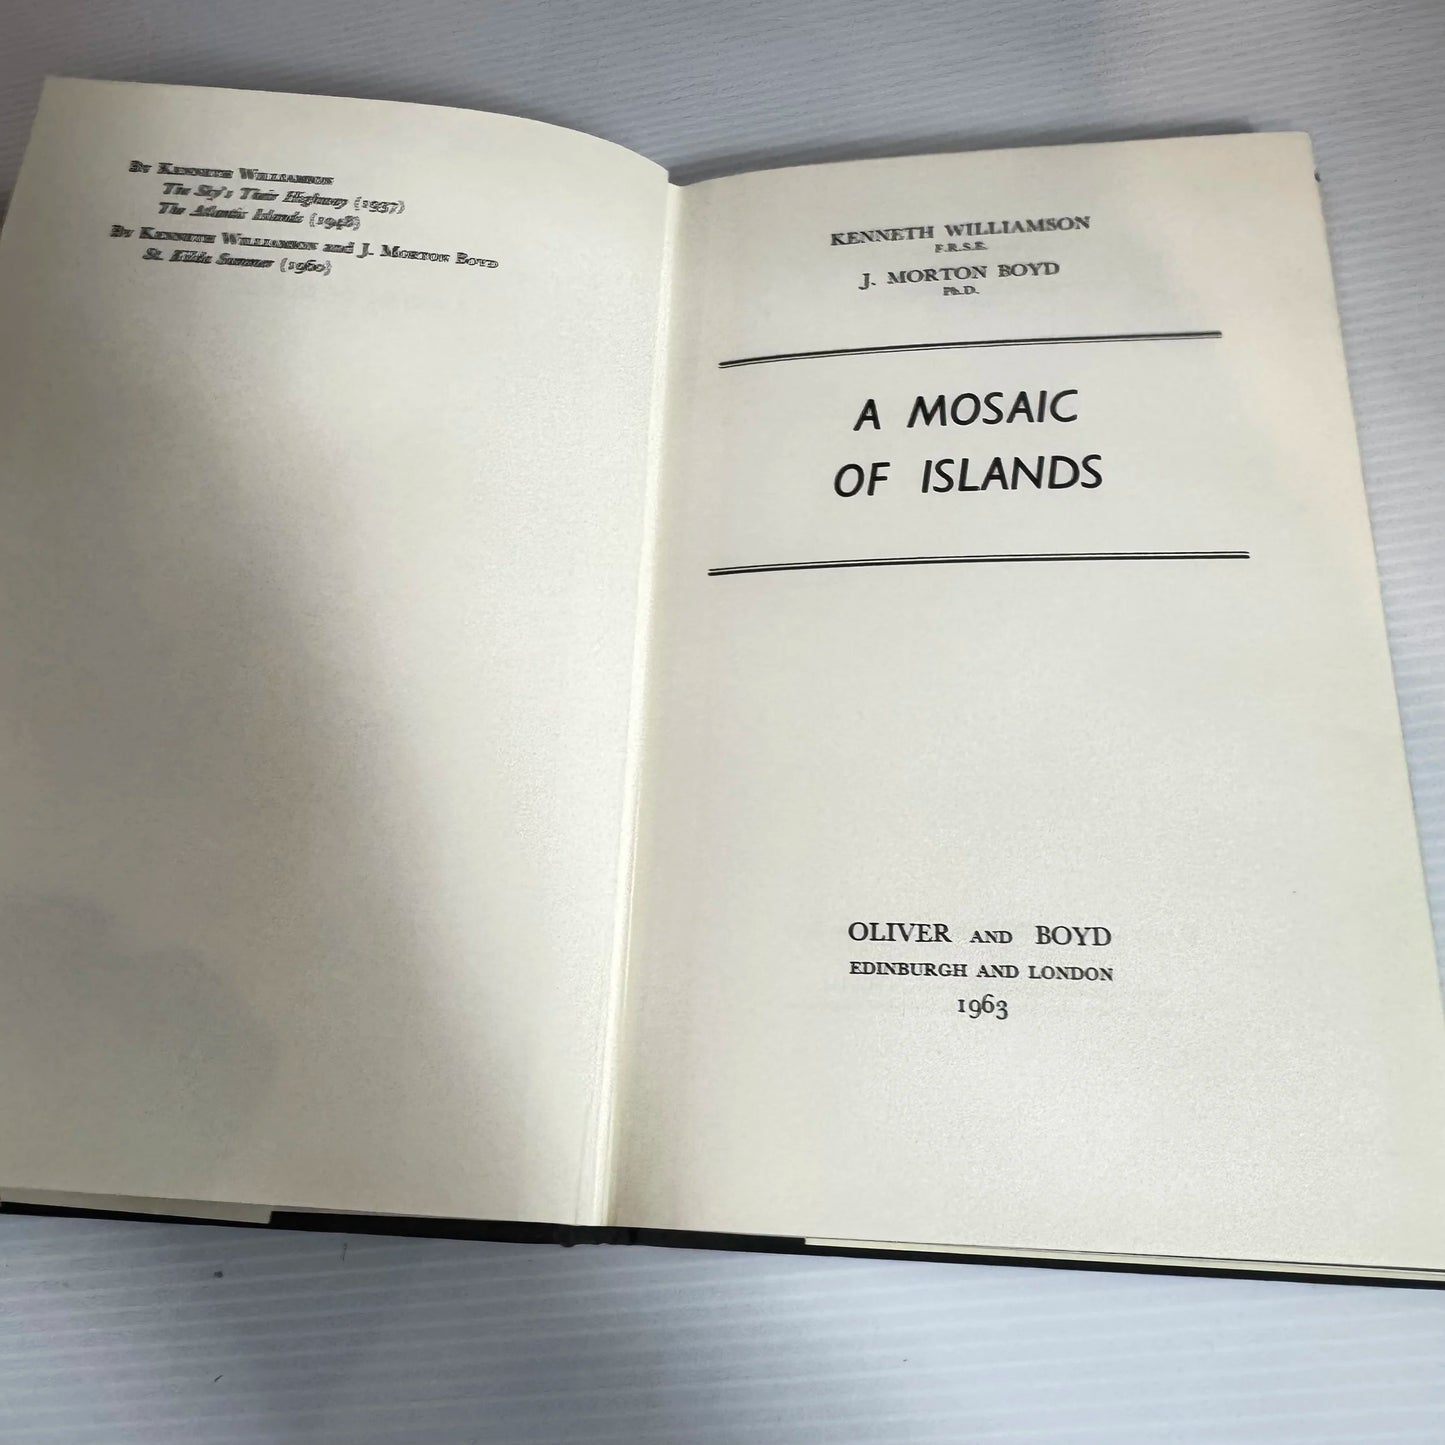 By Kenneth Williamson
The Sky's Their Highway (1937)
The Atlantic Islands (1948)
By Kenneth Williamson and J. Morton Boyd
St. Kilda Summer (1960)
KENNETH WILLIAMSON
F.R.S.E.
J. MORTON BOYD
Ph.D.
A MOSAIC
OF ISLANDS
OLIVER AND BOYD
EDINBURGH AND LONDON
1963